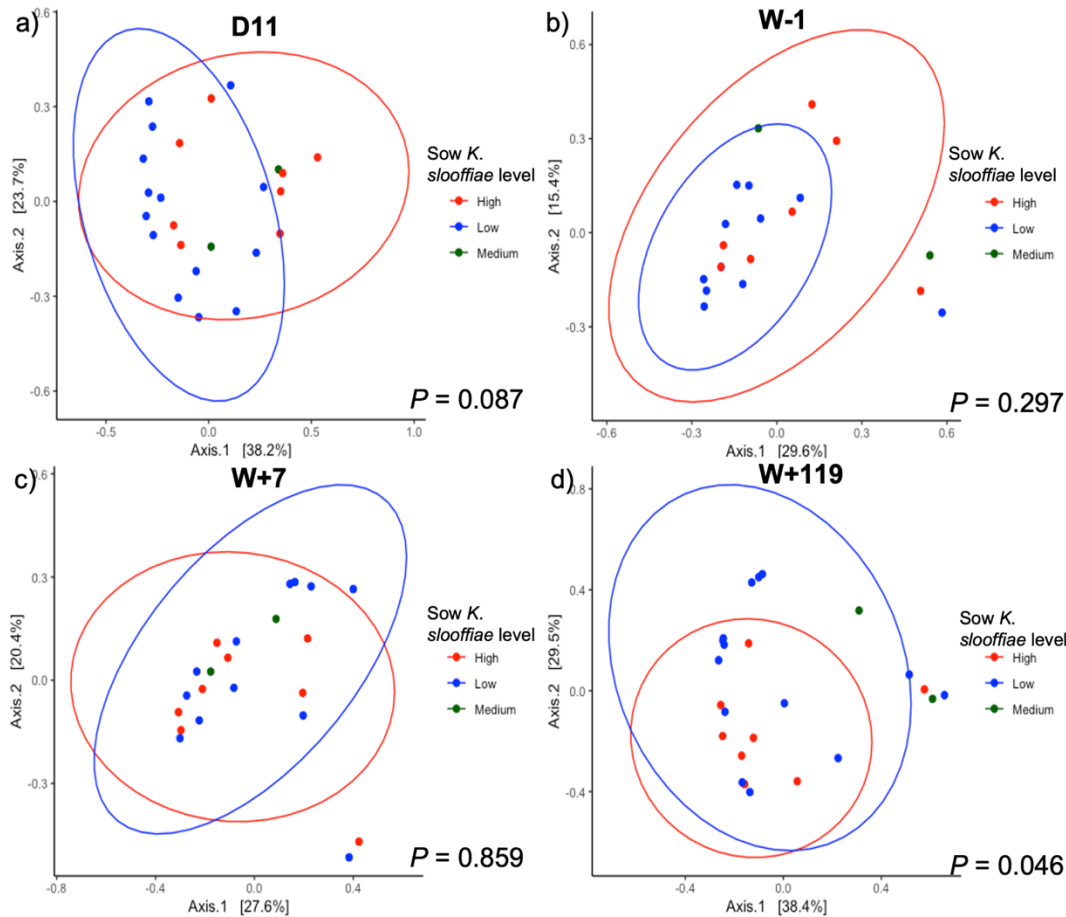 a)
D11
0.6
0.3
0.0
-0.3
-0.6
Axis.2 [23.7%]
-0.5
0.0
0.5
1.0
Axis.1 [38.2%]
Sow K.
slooffiae level
High
Low
Medium
P = 0.087
b)
W-1
0.6
0.3
0.0
-0.3
Axis.2 [15.4%]
-0.6
-0.3
0.0
0.3
0.6
Axis.1 [29.6%]
Sow K.
slooffiae level
High
Low
Medium
P = 0.297
c)
W+7
0.6
0.3
0.0
-0.3
Axis.2 [20.4%]
-0.8
-0.4
0.0
0.4
Axis.1 [27.6%]
Sow K.
slooffiae level
High
Low
Medium
P = 0.859
d)
W+119
0.8
0.4
0.0
-0.4
Axis.2 [29.5%]
-0.4
0.0
0.4
Axis.1 [38.4%]
Sow K.
slooffiae level
High
Low
Medium
P = 0.046